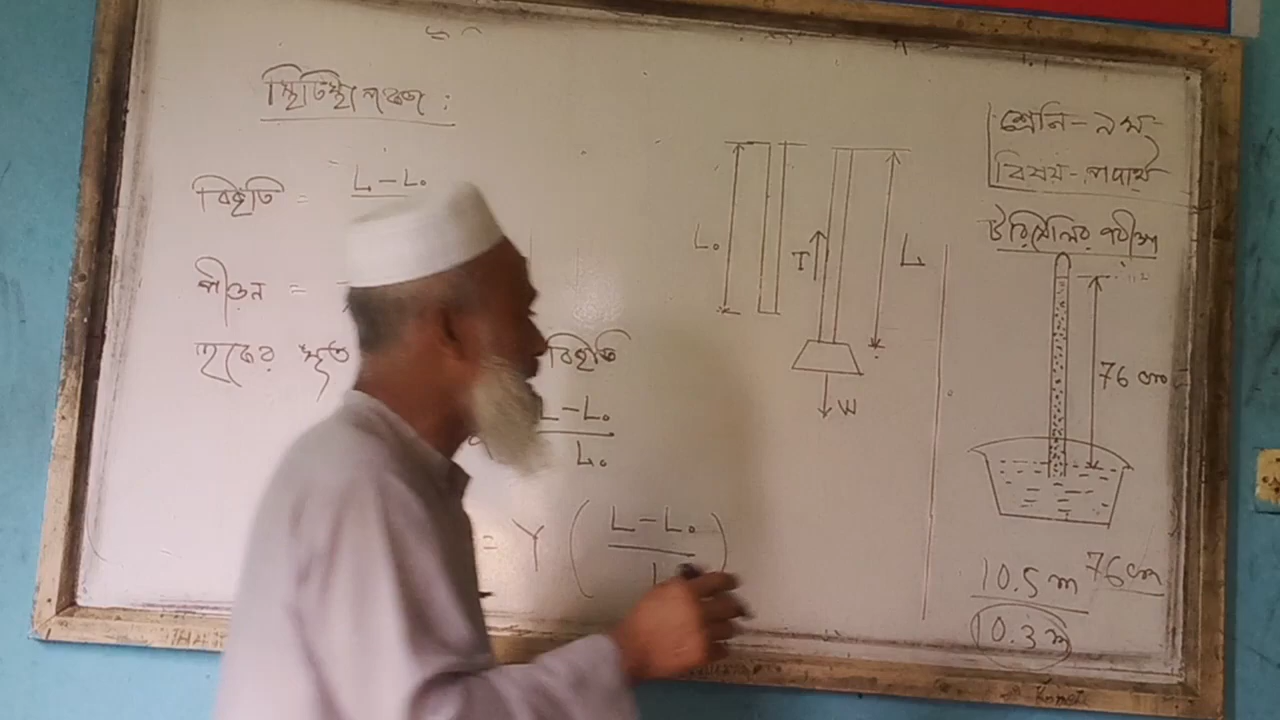 স্থিতিস্থাপকতা :
বিকৃতি = L - L₀
পীড়ন =
হুকের সূত্র বিকৃতি
L - L₀
L₀
= Y ( L - L₀ )
L₀
T
L
W
শ্রেনি - ৯ম
বিষয় - পদার্থ
টরিসেলির পরীক্ষা
76 cm
10.5 m 76 cm
10.3 m